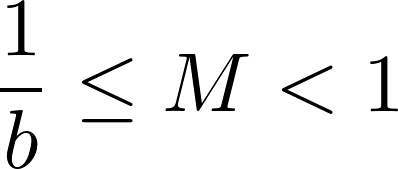 1/b ≤ M < 1